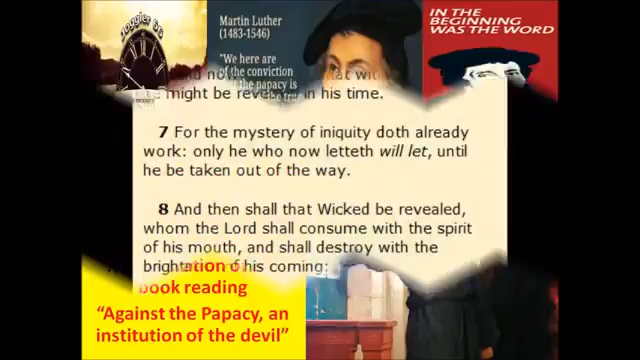 Joggler 66
Martin Luther
(1483-1546)
"We here are
of the conviction
the papacy is
the tru
IN THE
BEGINNING
WAS THE WORD
might be in his time.
7 For the mystery of iniquity doth already
work: only he who now letteth will let, until
he be taken out of the way.
8 And then shall that Wicked be revealed,
whom the Lord shall consume with the spirit
of his mouth, and shall destroy with the
of his coming:
book reading
“Against the Papacy, an
institution of the devil”